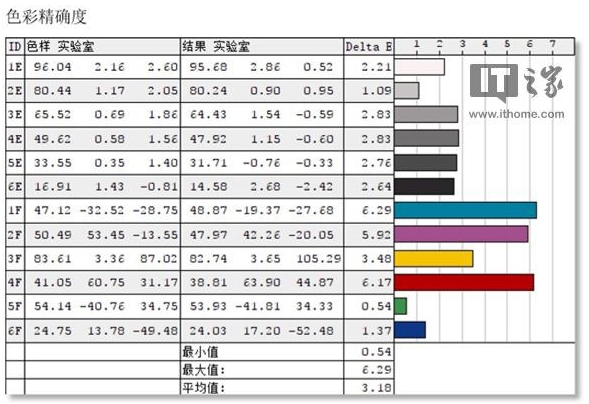 色彩精确度
ID 色样 实验室 结果 实验室 Delta E 1 2 3 4 5 6 7
1E 96.04 2.16 2.60 95.68 2.86 0.52 2.21
2E 80.44 1.17 2.05 80.24 0.90 0.95 1.09
3E 65.52 0.69 1.86 64.43 1.54 -0.59 2.83
4E 49.62 0.58 1.56 47.92 1.15 -0.60 2.83
5E 33.55 0.35 1.40 31.71 -0.76 -0.33 2.76
6E 16.91 1.43 -0.81 14.58 2.68 -2.42 2.64
1F 47.12 -32.52 -28.75 48.87 -19.37 -27.68 6.29
2F 50.49 53.45 -13.55 47.97 42.26 -20.05 5.92
3F 83.61 3.36 87.02 82.74 3.65 105.29 3.48
4F 41.05 60.75 31.17 38.81 63.90 44.87 6.17
5F 54.14 -40.76 34.75 53.93 -41.81 34.33 0.54
6F 24.75 13.78 -49.48 24.03 17.20 -52.48 1.37
最小值 0.54
最大值: 6.29
平均值: 3.18
IT之家
www.ithome.com